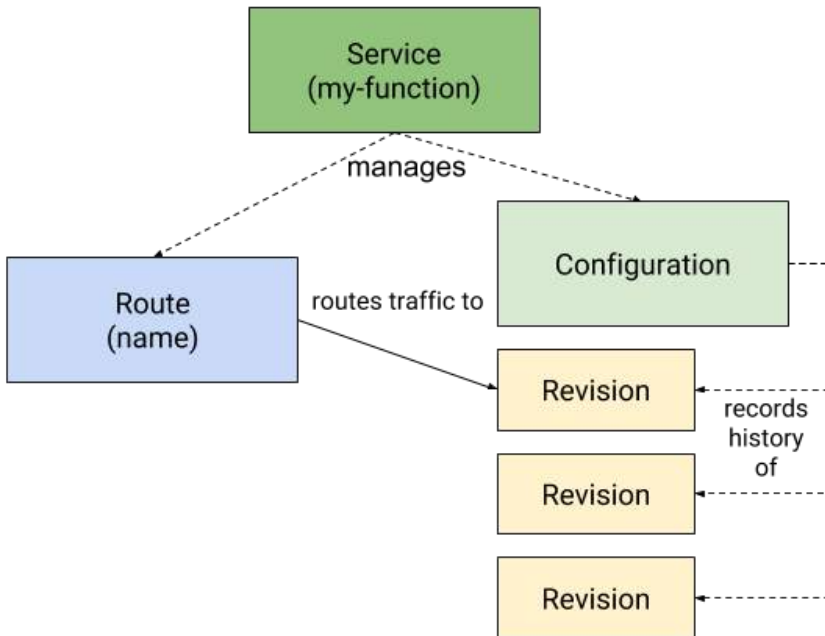 Service
(my-function)
manages
Configuration
Route
(name)
routes traffic to
Revision
records
history
of
Revision
Revision